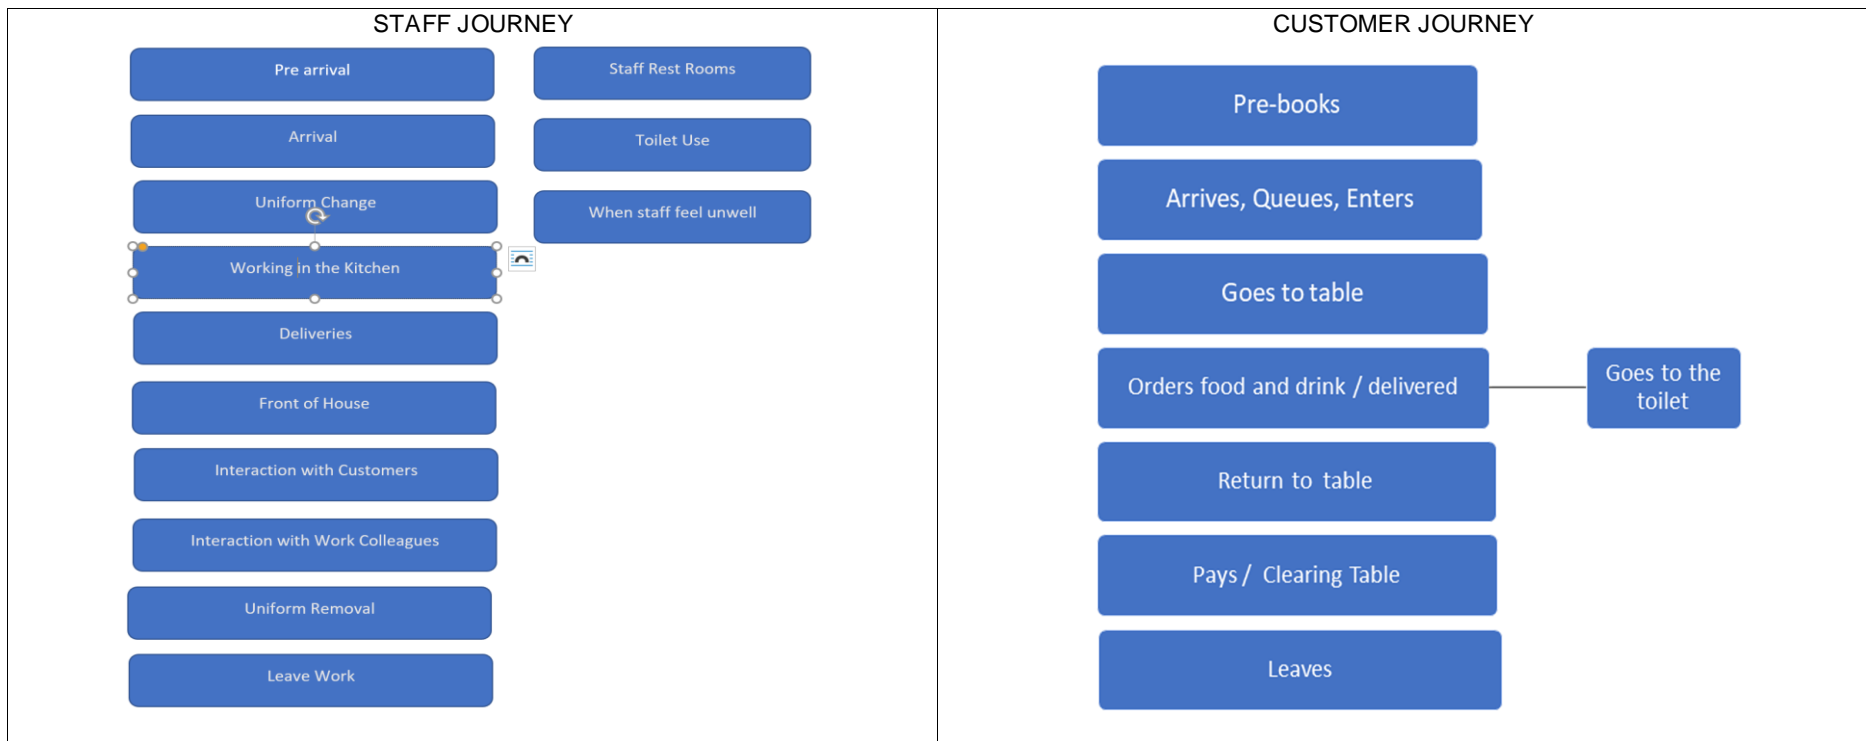 STAFF JOURNEY
Pre arrival
Arrival
Uniform Change
Working in the Kitchen
Deliveries
Front of House
Interaction with Customers
Interaction with Work Colleagues
Uniform Removal
Leave Work
Staff Rest Rooms
Toilet Use
When staff feel unwell
CUSTOMER JOURNEY
Pre-books
Arrives, Queues, Enters
Goes to table
Orders food and drink / delivered
Goes to the
toilet
Return to table
Pays / Clearing Table
Leaves